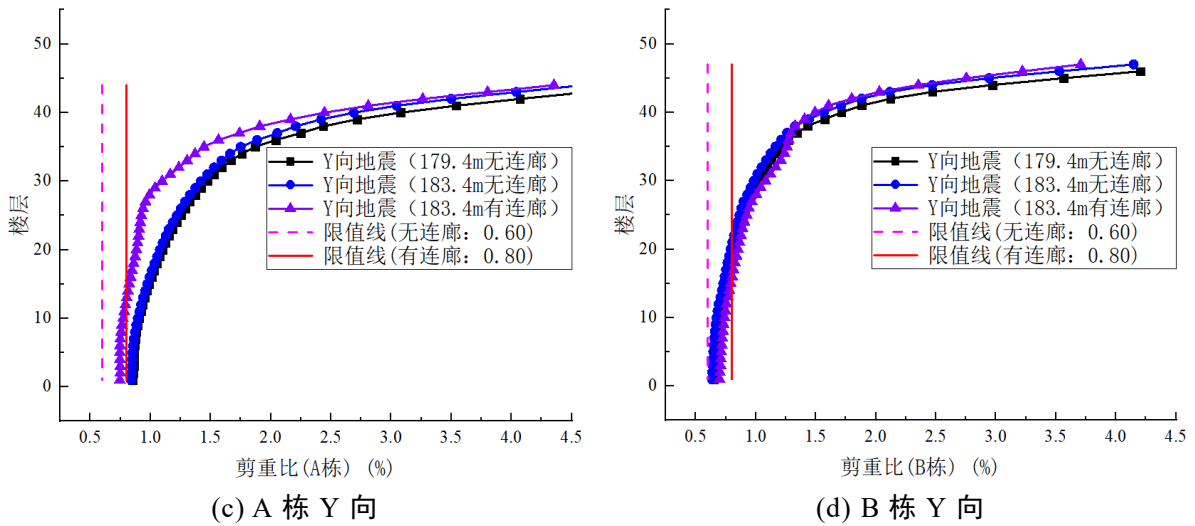 50
40
30
20
10
0
楼层
Y向地震（179.4m无连廊）
Y向地震（183.4m无连廊）
Y向地震（183.4m有连廊）
限值线(无连廊：0.60)
限值线(有连廊：0.80)
0.5 1.0 1.5 2.0 2.5 3.0 3.5 4.0 4.5
剪重比(A栋) (%)
(c) A 栋 Y 向
50
40
30
20
10
0
楼层
Y向地震（179.4m无连廊）
Y向地震（183.4m无连廊）
Y向地震（183.4m有连廊）
限值线(无连廊：0.60)
限值线(有连廊：0.80)
0.5 1.0 1.5 2.0 2.5 3.0 3.5 4.0 4.5
剪重比(B栋) (%)
(d) B 栋 Y 向